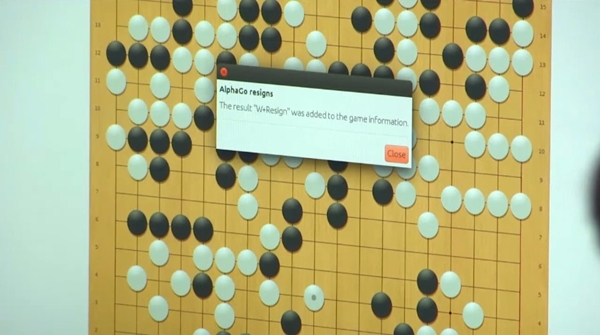 AlphaGo resigns
The result "W+Resign" was added to the game information.
Close